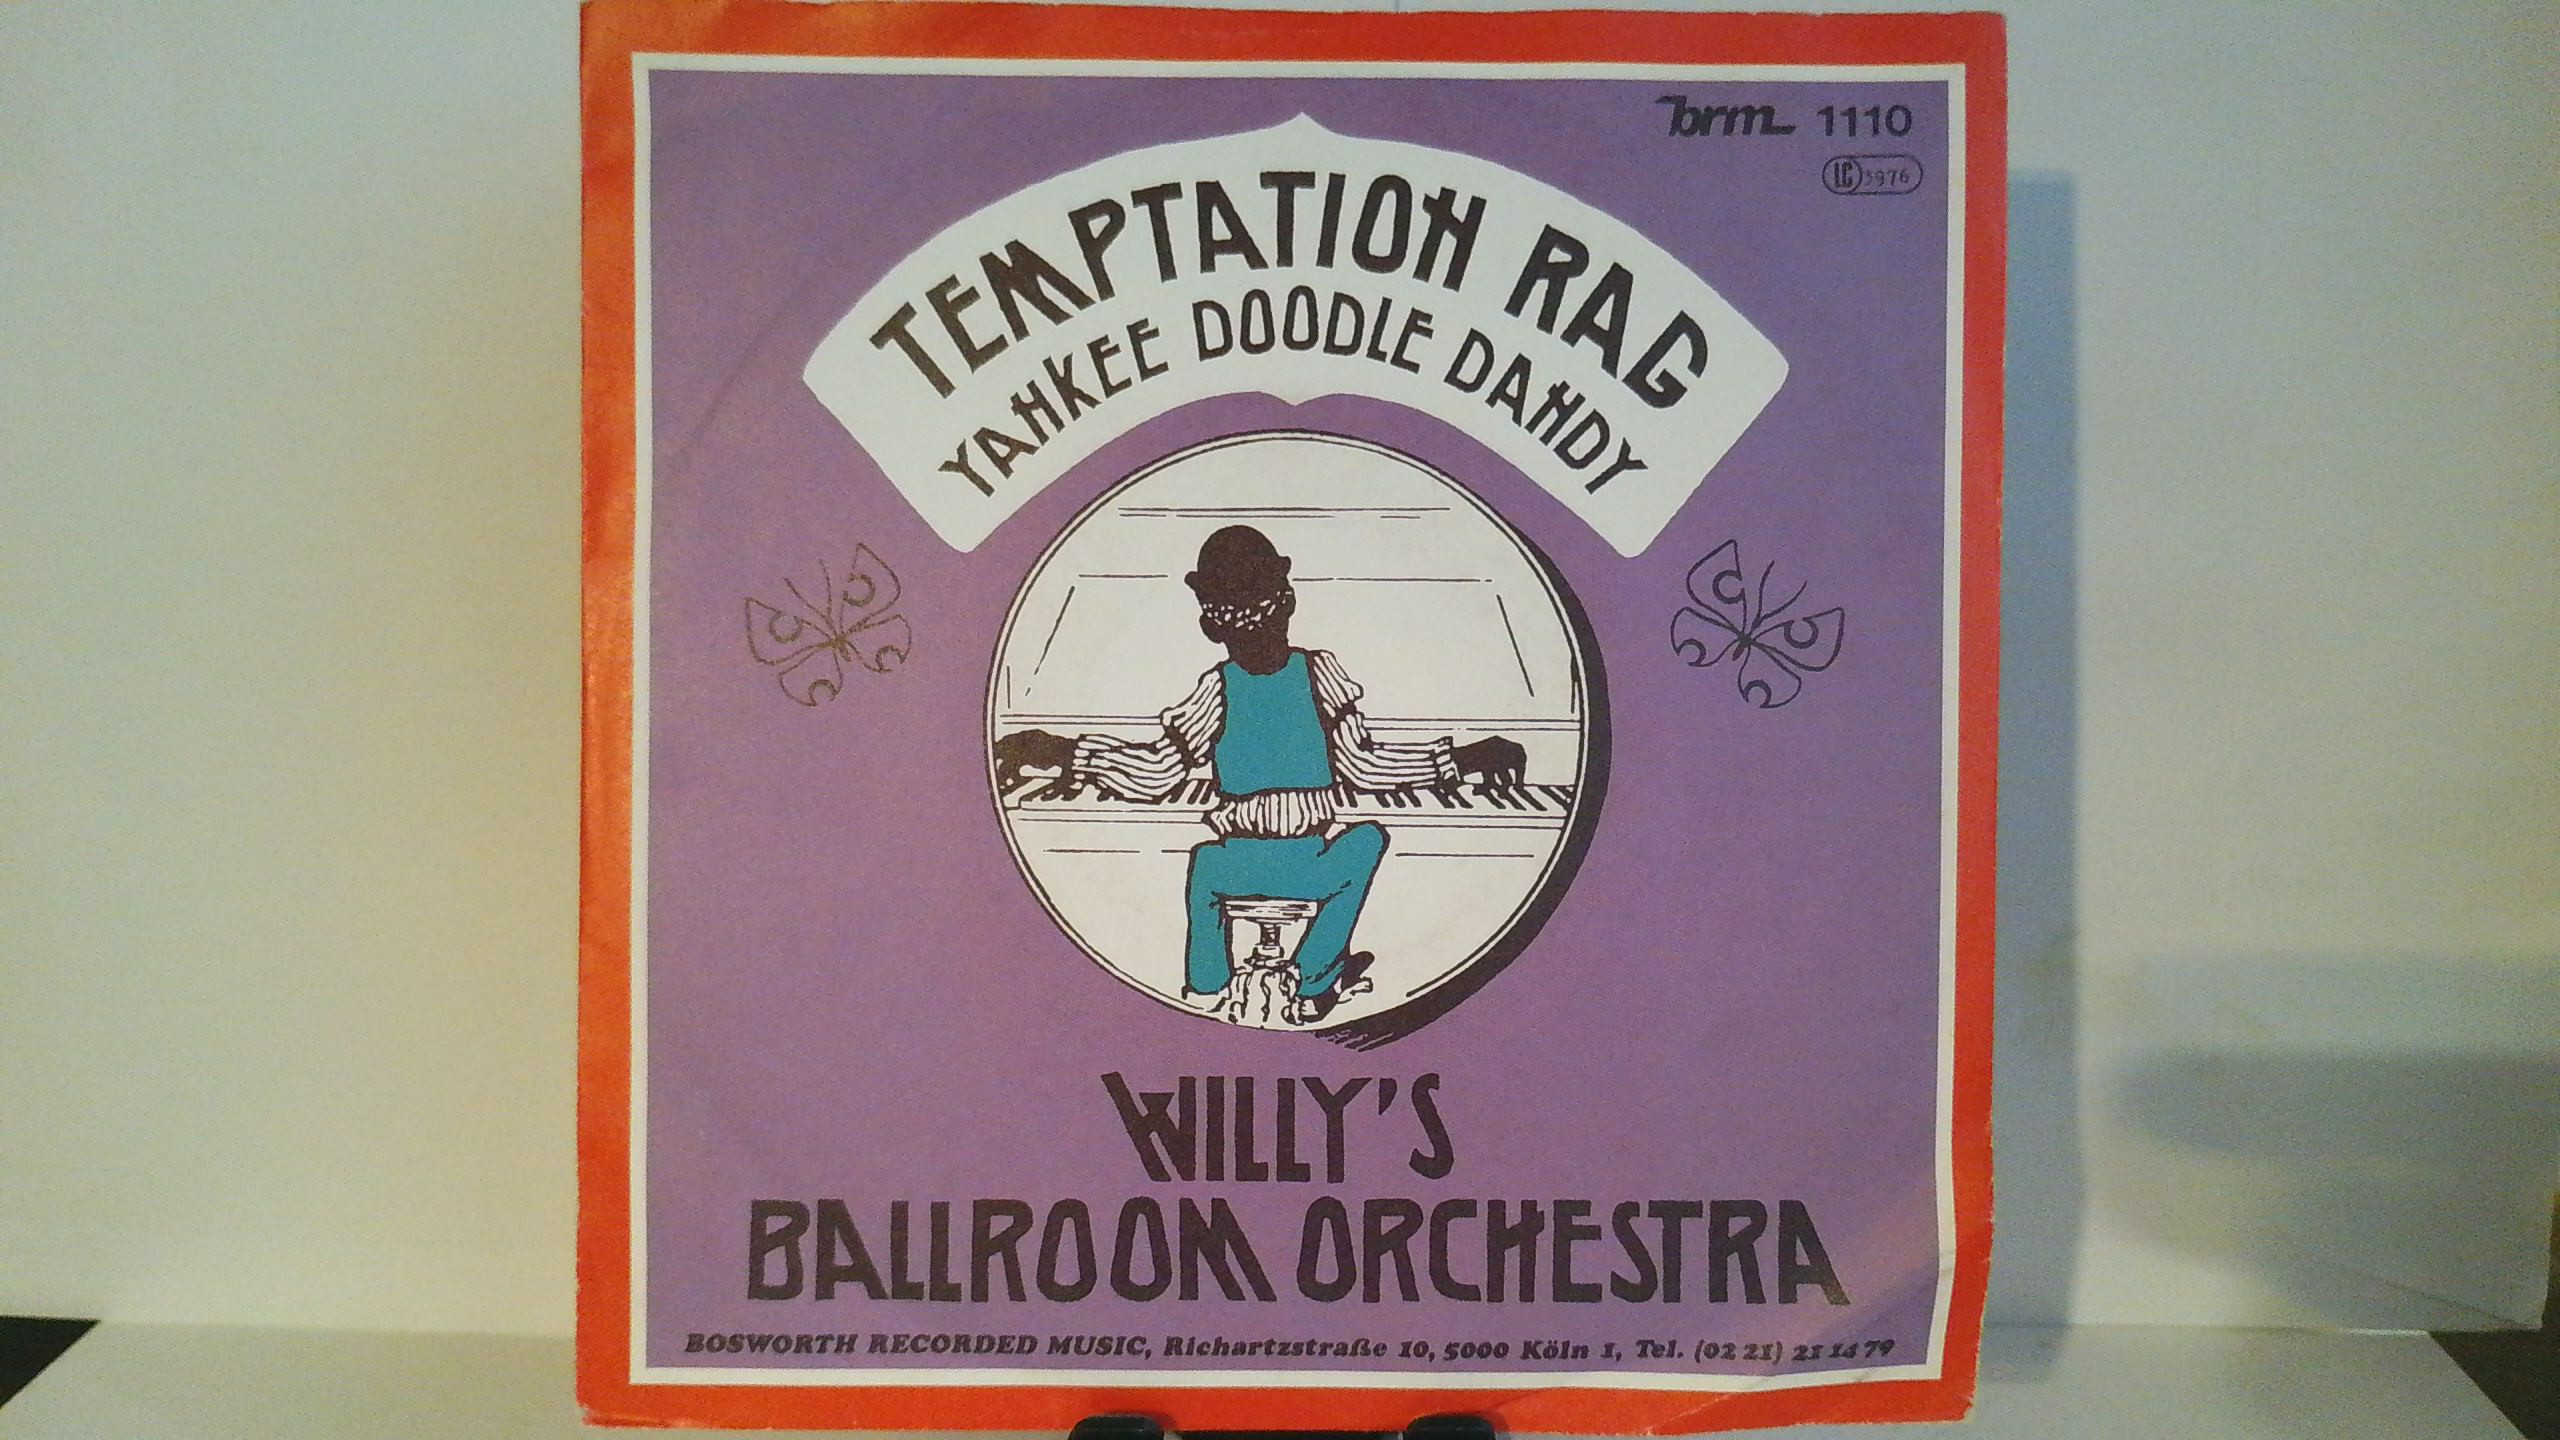 brm 1110
LC 3976
TEMPTATION RAG
YANKEE DOODLE DANDY
WILLY'S
BALLROOM ORCHESTRA
BOSWORTH RECORDED MUSIC, Richartzstraße 10, 5000 Köln 1, Tel. (02 21) 21 14 79